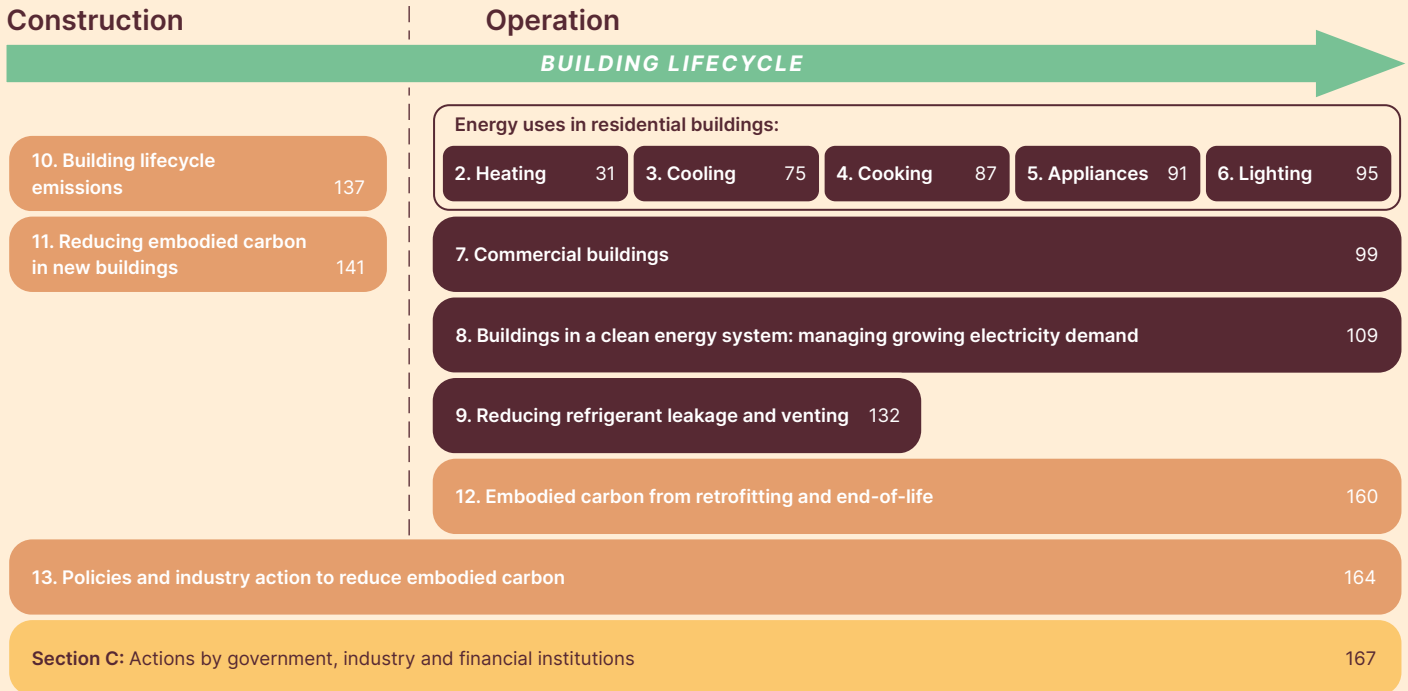 Construction
Operation
BUILDING LIFECYCLE
10. Building lifecycle
emissions 137
11. Reducing embodied carbon
in new buildings 141
Energy uses in residential buildings:
2. Heating 31
3. Cooling 75
4. Cooking 87
5. Appliances 91
6. Lighting 95
7. Commercial buildings 99
8. Buildings in a clean energy system: managing growing electricity demand 109
9. Reducing refrigerant leakage and venting 132
12. Embodied carbon from retrofitting and end-of-life 160
13. Policies and industry action to reduce embodied carbon 164
Section C: Actions by government, industry and financial institutions 167